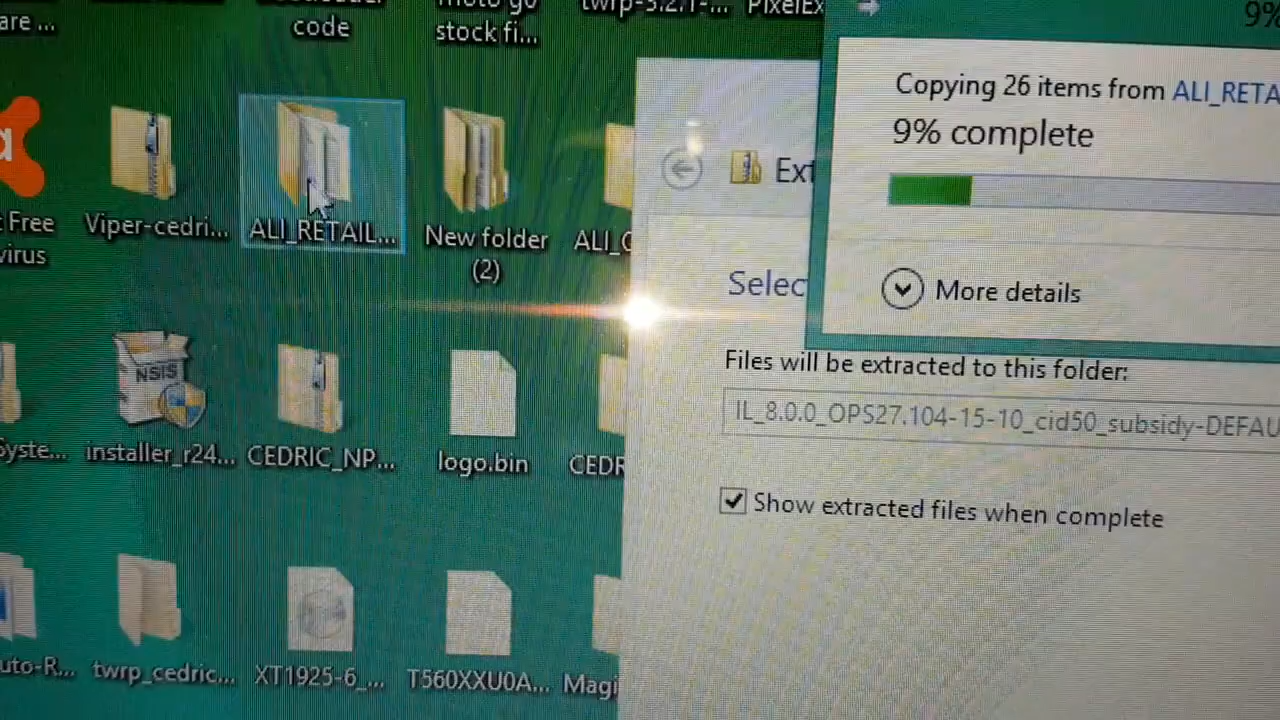 are ...
code
moto g6
stock fi...
twrp-3.2.1-...
PixelEx
9%
Copying 26 items from ALI_RETA
9% complete
More details
Ext
Selec
Files will be extracted to this folder:
IL_8.0.0_OPS27.104-15-10_cid50_subsidy-DEFAU
Show extracted files when complete
Free
virus
Viper-cedri...
ALI_RETAIL...
New folder
(2)
ALI_
Syste...
NSIS
installer_r24...
CEDRIC_NP...
logo.bin
CEDR
uto-R...
twrp_cedric...
XT1925-6_...
T560XXU0A...
Magi